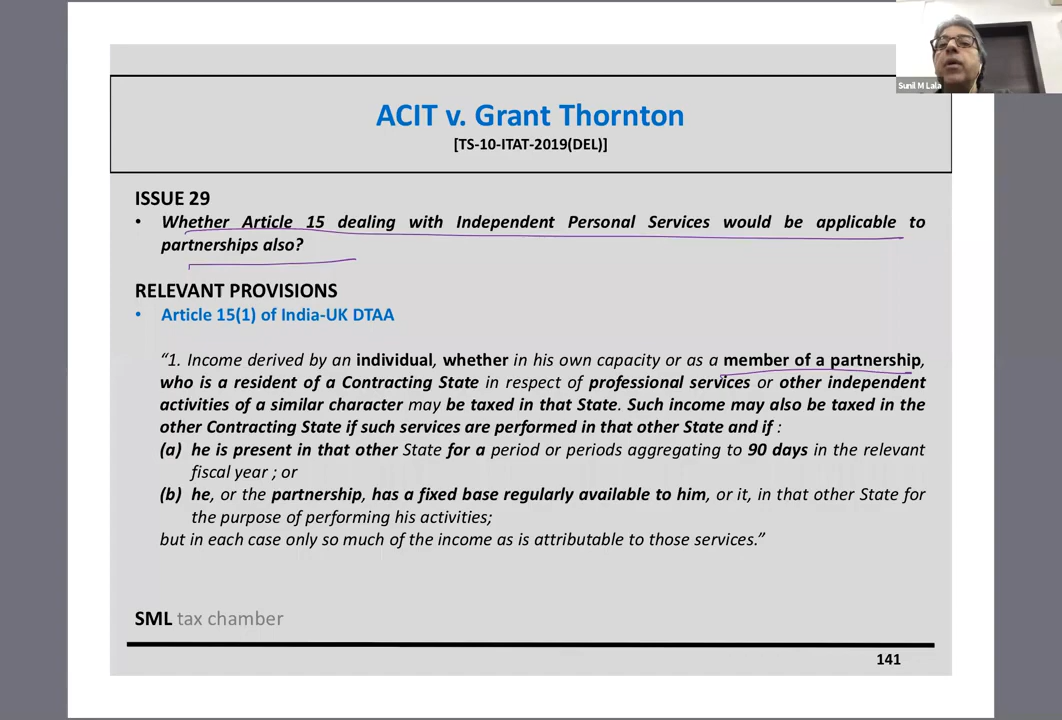 Sunil M Lala
ACIT v. Grant Thornton
[TS-10-ITAT-2019(DEL)]
ISSUE 29
• Whether Article 15 dealing with Independent Personal Services would be applicable to
partnerships also?
RELEVANT PROVISIONS
• Article 15(1) of India-UK DTAA
“1. Income derived by an individual, whether in his own capacity or as a member of a partnership,
who is a resident of a Contracting State in respect of professional services or other independent
activities of a similar character may be taxed in that State. Such income may also be taxed in the
other Contracting State if such services are performed in that other State and if :
(a) he is present in that other State for a period or periods aggregating to 90 days in the relevant
fiscal year ; or
(b) he, or the partnership, has a fixed base regularly available to him, or it, in that other State for
the purpose of performing his activities;
but in each case only so much of the income as is attributable to those services.”
SML tax chamber
141